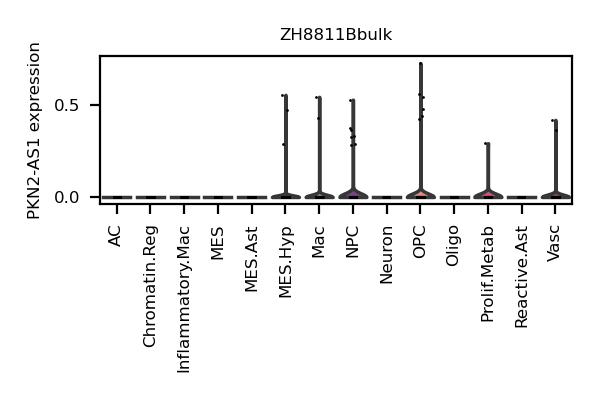 ZH8811Bbulk
PKN2-AS1 expression
0.5
0.0
AC
Chromatin.Reg
Inflammatory.Mac
MES
MES.Ast
MES.Hyp
Mac
NPC
Neuron
OPC
Oligo
Prolif.Metab
Reactive.Ast
Vasc